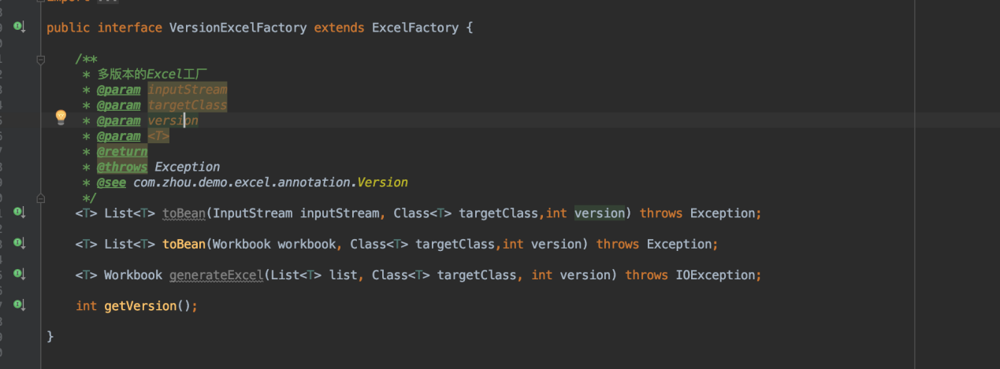 import ...
public interface VersionExcelFactory extends ExcelFactory {
/**
* 多版本的Excel工厂
* @param inputStream
* @param targetClass
* @param version
* @param <T>
* @return
* @throws Exception
* @see com.zhou.demo.excel.annotation.Version
*/
<T> List<T> toBean(InputStream inputStream, Class<T> targetClass,int version) throws Exception;
<T> List<T> toBean(Workbook workbook, Class<T> targetClass,int version) throws Exception;
<T> Workbook generateExcel(List<T> list, Class<T> targetClass, int version) throws IOException;
int getVersion();
}